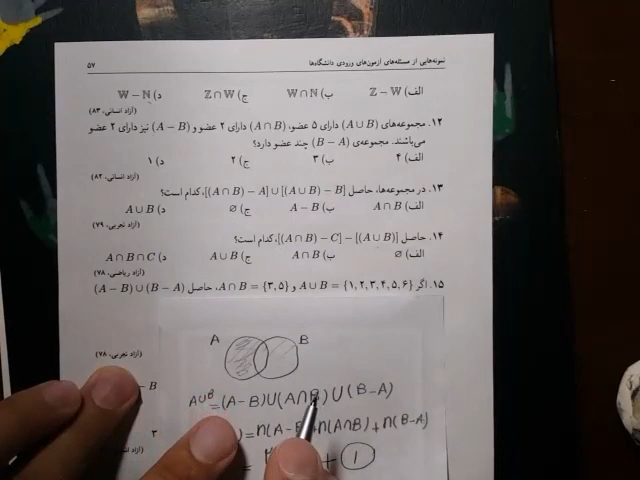 نمونه‌هایی از مسئله‌های آزمون‌های ورودی دانشگاه‌ها ۵۷
الف) Z − W ب) W ∩ N ج) Z ∩ W د) W − N
(آزاد انسانی، ۸۳)
۱۲. مجموعه‌های (A ∪ B) دارای ۵ عضو، (A ∩ B) دارای ۲ عضو و (A − B) نیز دارای ۲ عضو
می‌باشند. مجموعه‌ی (B − A) چند عضو دارد؟
الف) ۴ ب) ۳ ج) ۲ د) ۱
(آزاد انسانی، ۸۲)
۱۳. در مجموعه‌ها، حاصل [(A ∩ B) − A] ∪ [(A ∪ B) − B]، کدام است؟
الف) A ∩ B ب) A − B ج) ∅ د) A ∪ B
(آزاد تجربی، ۷۹)
۱۴. حاصل [(A ∩ B) − C] − [(A ∪ B)]، کدام است؟
الف) ∅ ب) A ∩ B ج) A ∪ B د) A ∩ B ∩ C
(آزاد ریاضی، ۷۸)
۱۵. اگر A ∪ B = {۱, ۲, ۳, ۴, ۵, ۶} و A ∩ B = {۳, ۵}، حاصل (A − B) ∪ (B − A)
A B
(آزاد تجربی، ۷۸)
− B
A∪B = (A−B)∪(A∩B)∪(B−A)
۳ ) = n(A−B) n(A∩B) + n(B−A)
= + 1